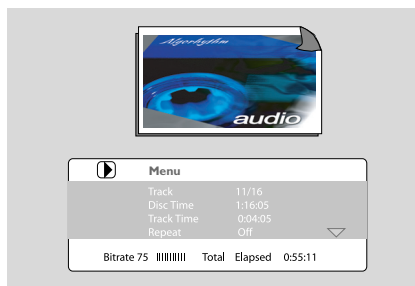 Algorhythm
audio
Menu
Track 11/16
Disc Time 1:16:05
Track Time 0:04:05
Repeat Off
Bitrate 75 Total Elapsed 0:55:11